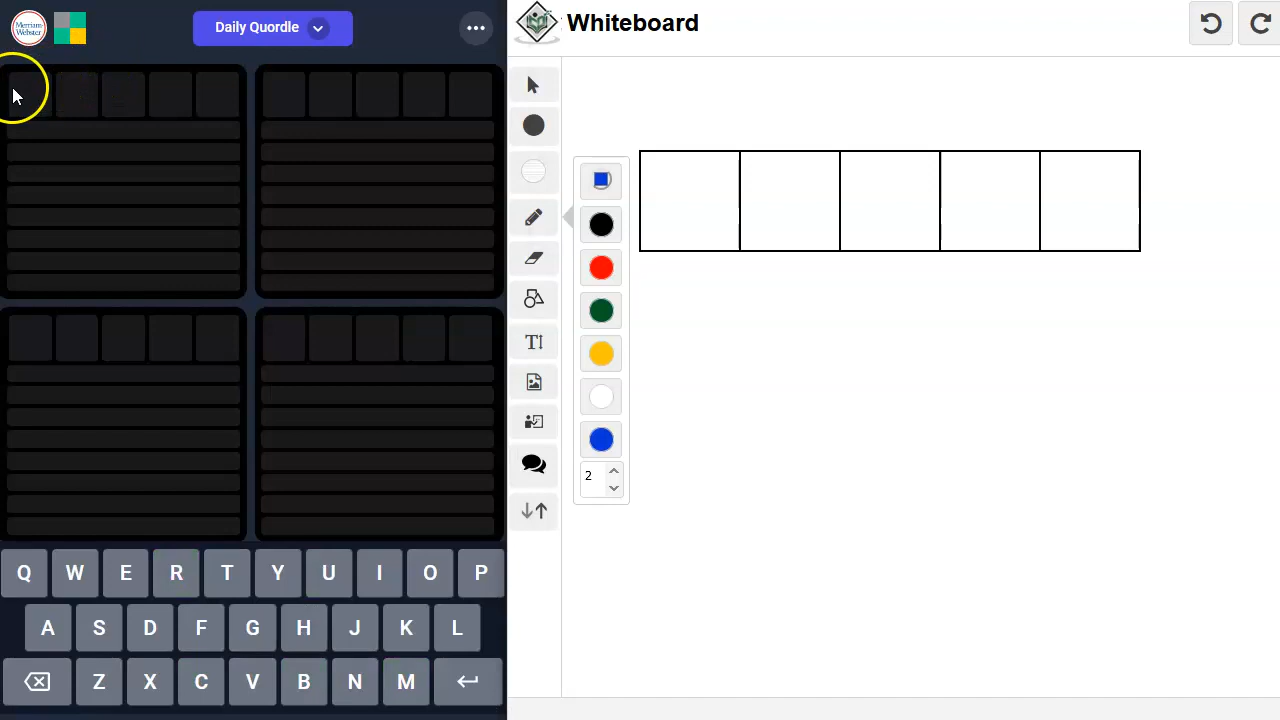 Merriam-Webster
Daily Quordle
Whiteboard
T
2
Q W E R T Y U I O P
A S D F G H J K L
Z X C V B N M